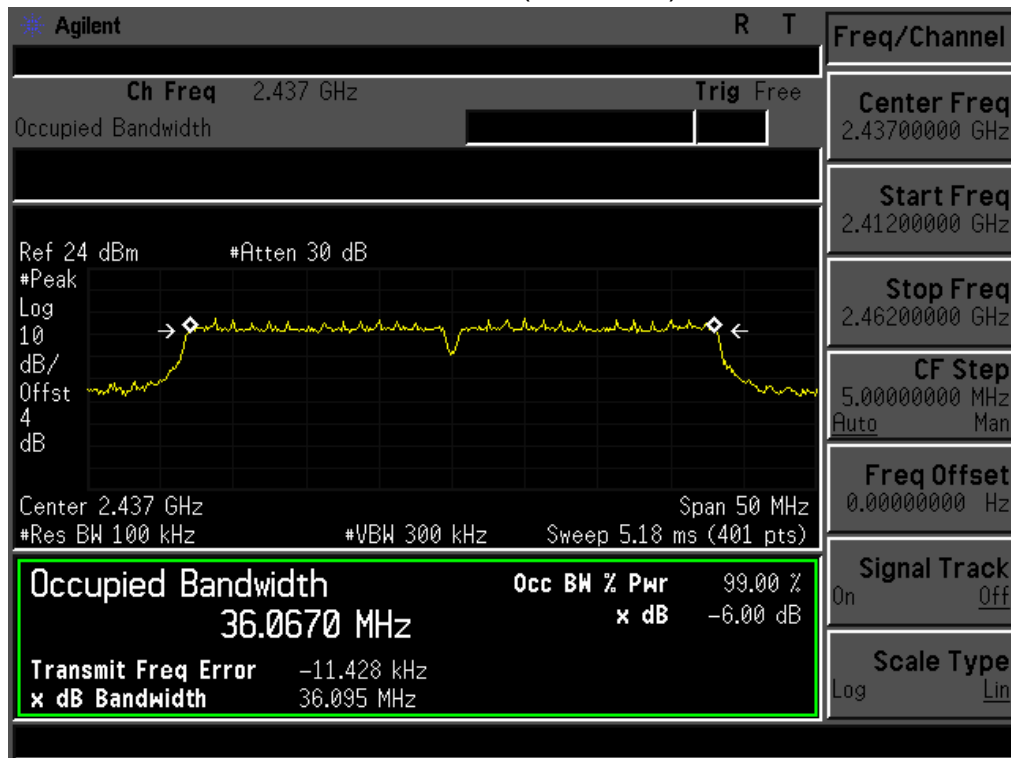 Agilent R T
Ch Freq 2.437 GHz Trig Free
Occupied Bandwidth
Ref 24 dBm #Atten 30 dB
#Peak
Log
10
dB/
Offst
4
dB
Center 2.437 GHz Span 50 MHz
#Res BW 100 kHz #VBW 300 kHz Sweep 5.18 ms (401 pts)
Occupied Bandwidth Occ BW % Pwr 99.00 %
36.0670 MHz x dB -6.00 dB
Transmit Freq Error -11.428 kHz
x dB Bandwidth 36.095 MHz
Freq/Channel
Center Freq
2.43700000 GHz
Start Freq
2.41200000 GHz
Stop Freq
2.46200000 GHz
CF Step
5.00000000 MHz
Auto Man
Freq Offset
0.00000000 Hz
Signal Track
On Off
Scale Type
Log Lin